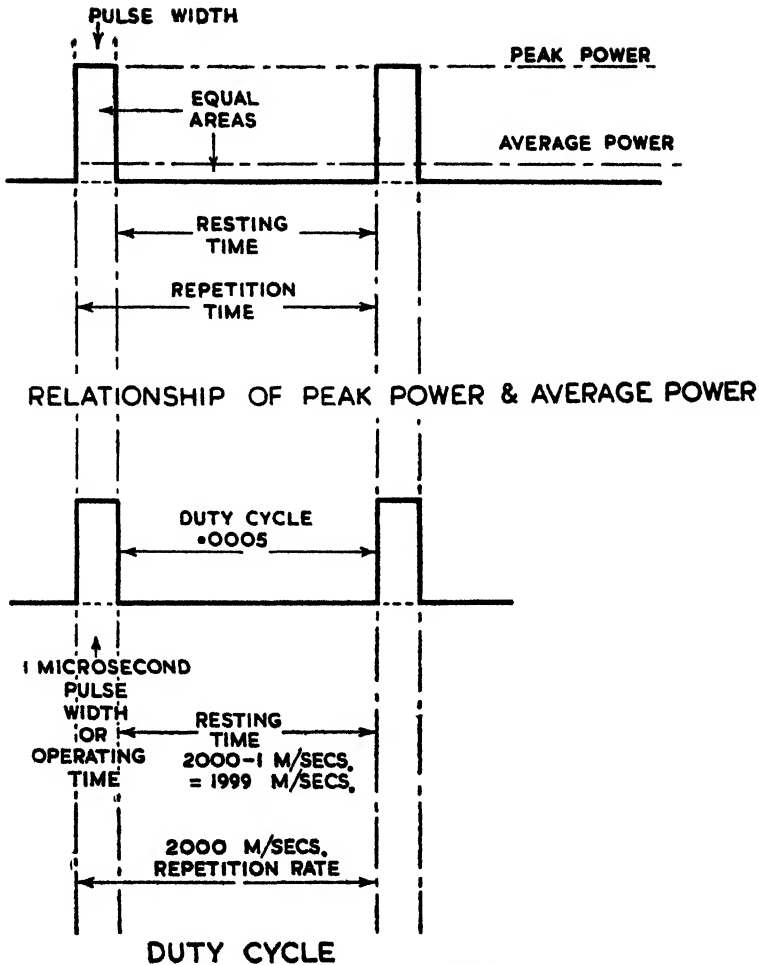 PULSE WIDTH
PEAK POWER
EQUAL
AREAS
AVERAGE POWER
RESTING
TIME
REPETITION
TIME
RELATIONSHIP OF PEAK POWER & AVERAGE POWER
DUTY CYCLE
•0005
1 MICROSECOND
PULSE
WIDTH
OR
OPERATING
TIME
RESTING
TIME
2000-1 M/SECS.
= 1999 M/SECS.
2000 M/SECS.
REPETITION RATE
DUTY CYCLE